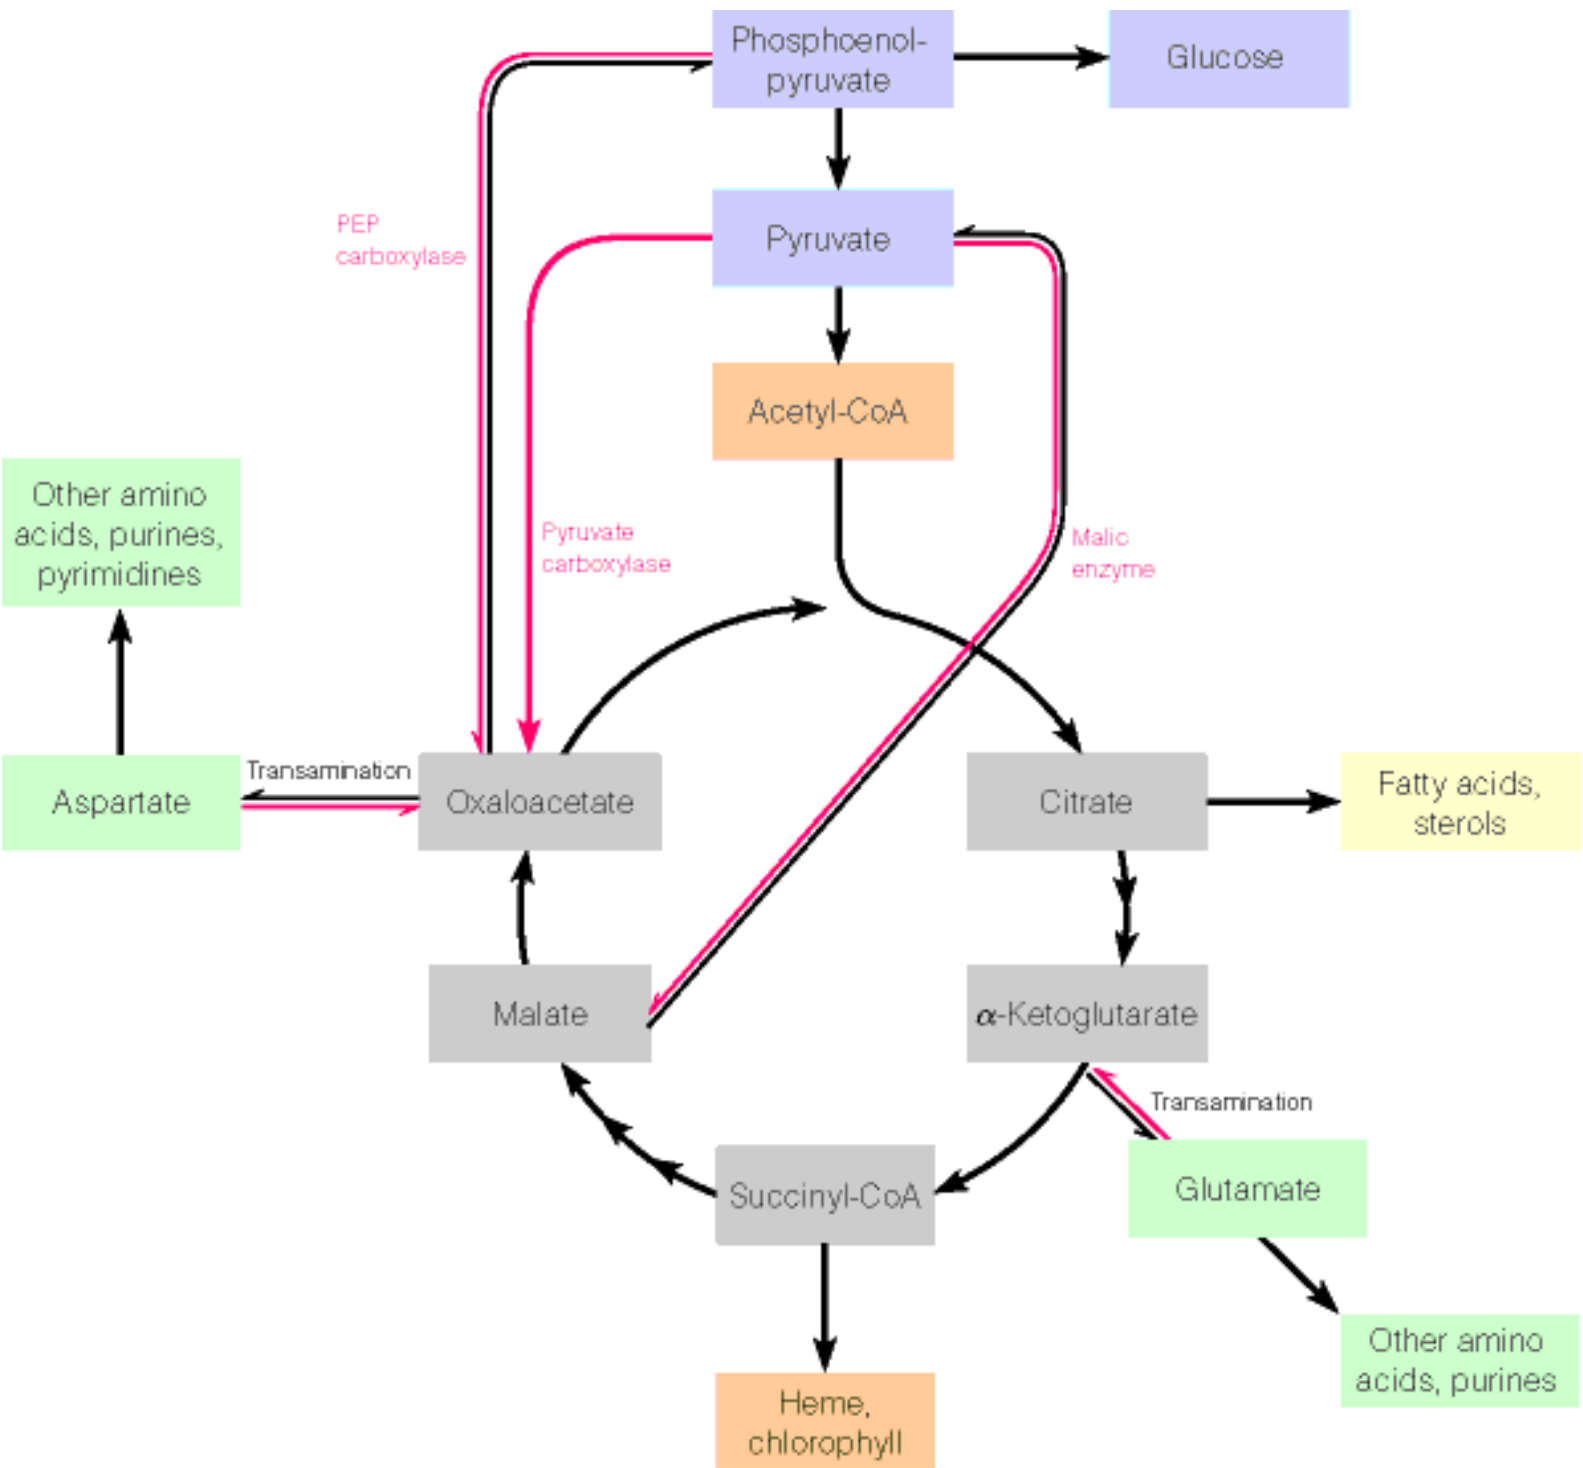 Phosphoenol-
pyruvate
Glucose
PEP
carboxylase
Pyruvate
Acetyl-CoA
Other amino
acids, purines,
pyrimidines
Pyruvate
carboxylase
Malic
enzyme
Aspartate
Transamination
Oxaloacetate
Citrate
Fatty acids,
sterols
Malate
α-Ketoglutarate
Transamination
Succinyl-CoA
Glutamate
Other amino
acids, purines
Heme,
chlorophyll